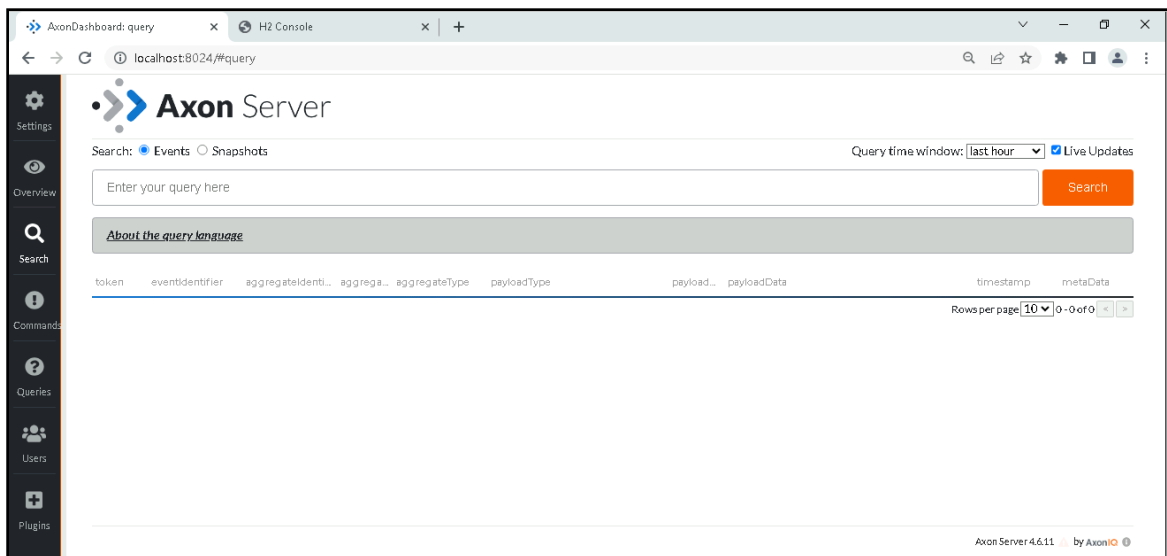 AxonDashboard: query
H2 Console
localhost:8024/#query
Settings
Overview
Search
Commands
Queries
Users
Plugins
Axon Server
Search: Events Snapshots
Query time window: last hour Live Updates
Enter your query here
Search
About the query language
token eventIdentifier aggregateIdenti... aggrega... aggregateType payloadType payload... payloadData timestamp metaData
Rows per page 10 0 - 0 of 0 < >
Axon Server 4.6.11 by AxonIQ